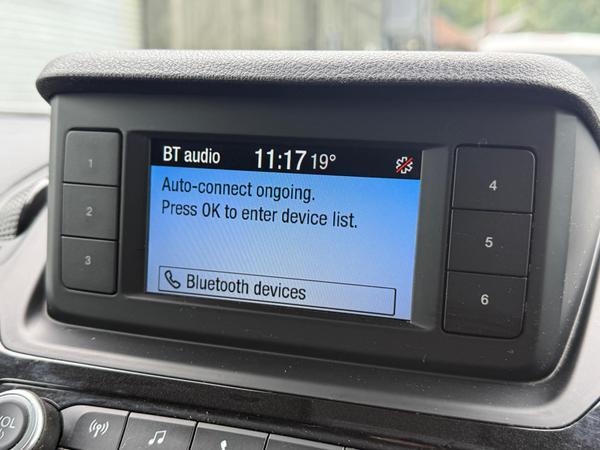 BT audio 11:17 19°
Auto-connect ongoing.
Press OK to enter device list.
Bluetooth devices
1
2
3
4
5
6
VOL